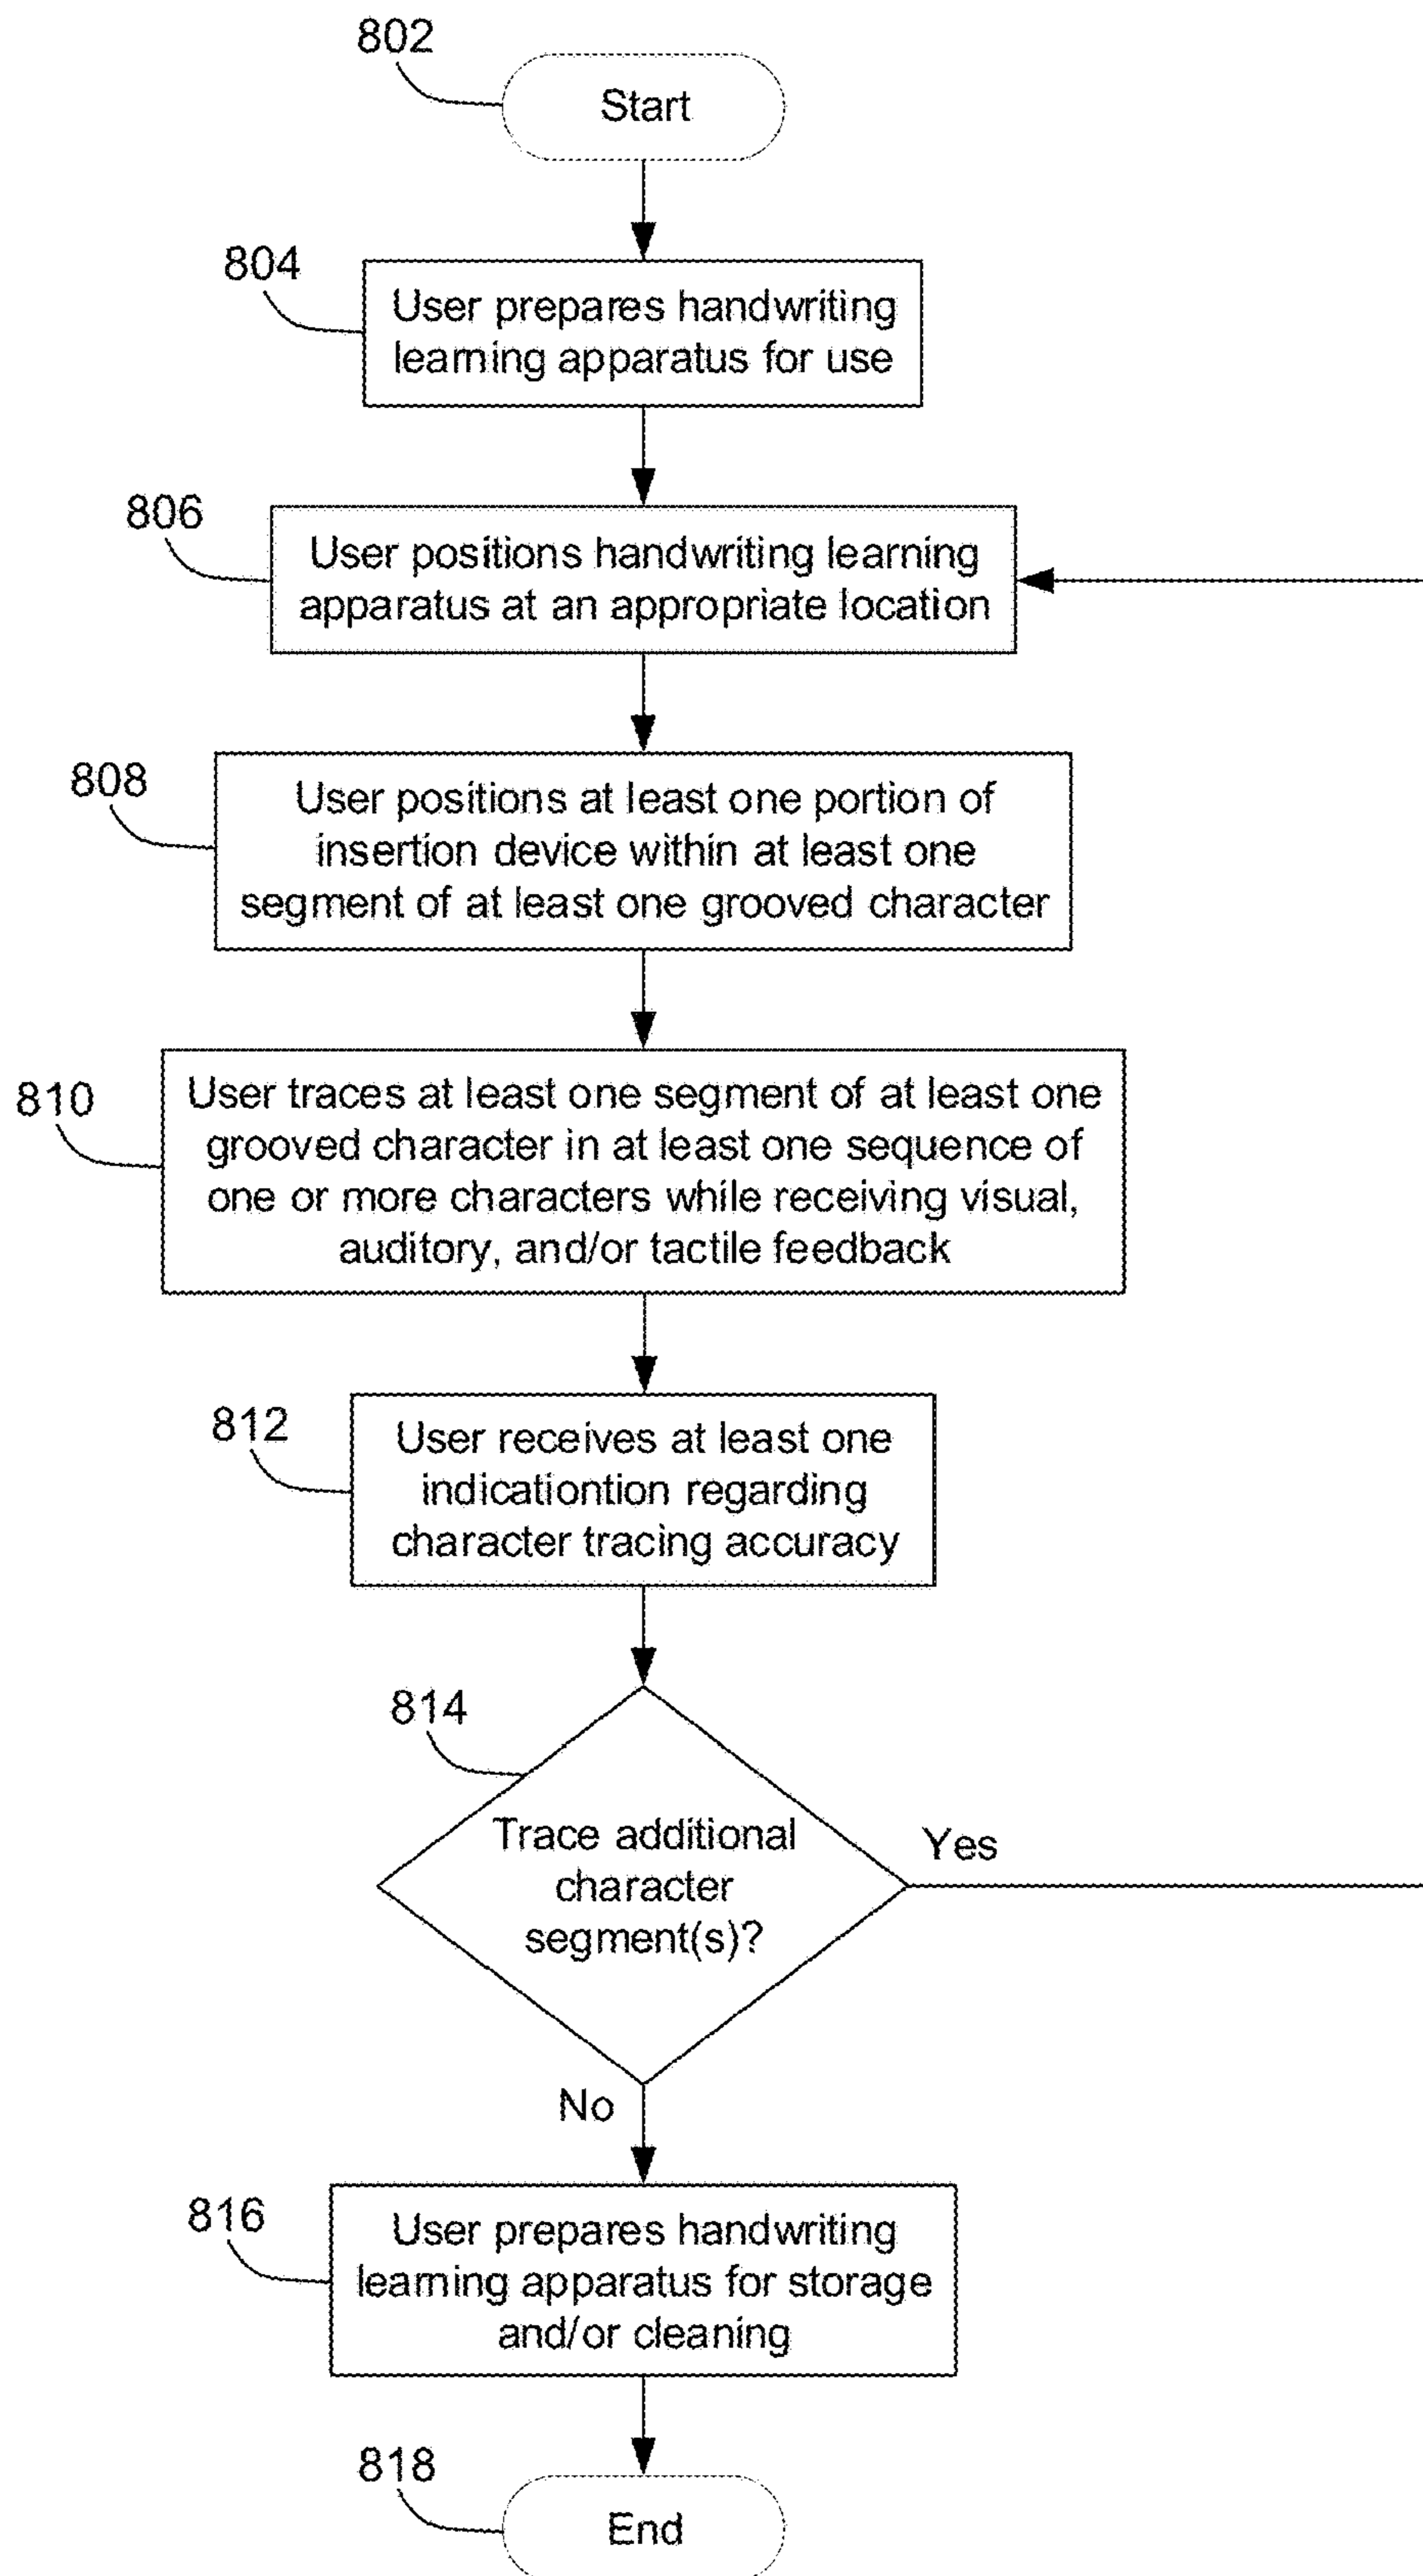 802
Start
804
User prepares handwriting
learning apparatus for use
806
User positions handwriting learning
apparatus at an appropriate location
808
User positions at least one portion of
insertion device within at least one
segment of at least one grooved character
810
User traces at least one segment of at least one
grooved character in at least one sequence of
one or more characters while receiving visual,
auditory, and/or tactile feedback
812
User receives at least one
indicationtion regarding
character tracing accuracy
814
Trace additional
character
segment(s)?
Yes
No
816
User prepares handwriting
learning apparatus for storage
and/or cleaning
818
End